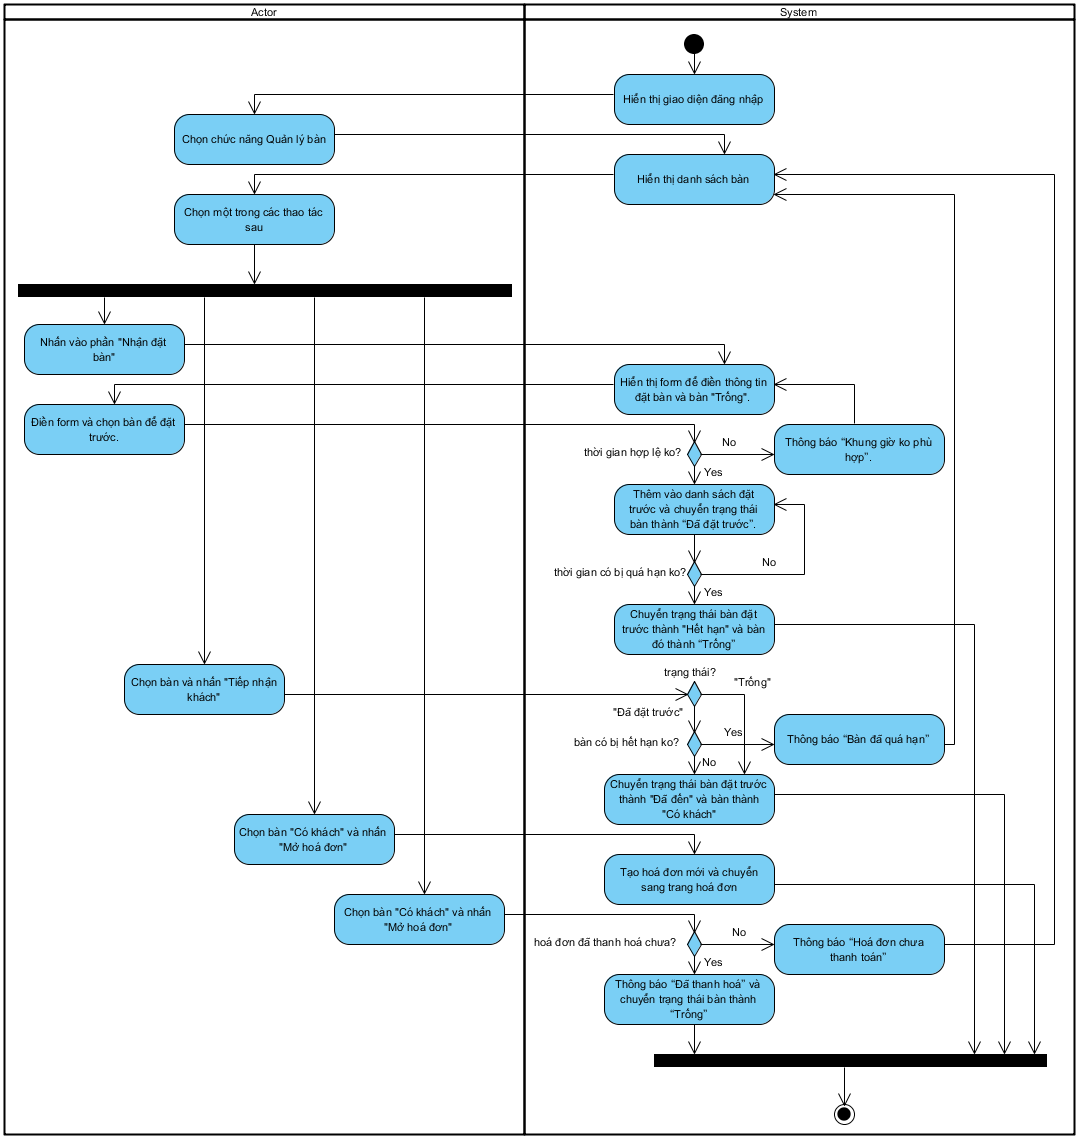 Actor
System
Hiển thị giao diện đăng nhập
Chọn chức năng Quản lý bàn
Hiển thị danh sách bàn
Chọn một trong các thao tác
sau
Nhấn vào phần "Nhận đặt
bàn"
Hiển thị form để điền thông tin
đặt bàn và bàn "Trống".
Điền form và chọn bàn để đặt
trước.
thời gian hợp lệ ko?
No
Thông báo “Khung giờ ko phù
hợp”.
Yes
Thêm vào danh sách đặt
trước và chuyển trạng thái
bàn thành “Đã đặt trước”.
thời gian có bị quá hạn ko?
No
Yes
Chuyển trạng thái bàn đặt
trước thành "Hết hạn" và bàn
đó thành “Trống”
Chọn bàn và nhấn "Tiếp nhận
khách"
trạng thái?
"Trống"
"Đã đặt trước"
bàn có bị hết hạn ko?
Yes
Thông báo “Bàn đã quá hạn”
No
Chuyển trạng thái bàn đặt trước
thành "Đã đến" và bàn thành
"Có khách"
Chọn bàn "Có khách" và nhấn
"Mở hoá đơn"
Tạo hoá đơn mới và chuyển
sang trang hoá đơn
Chọn bàn "Có khách" và nhấn
"Mở hoá đơn"
hoá đơn đã thanh hoá chưa?
No
Thông báo “Hoá đơn chưa
thanh toán”
Yes
Thông báo “Đã thanh hoá” và
chuyển trạng thái bàn thành
“Trống”